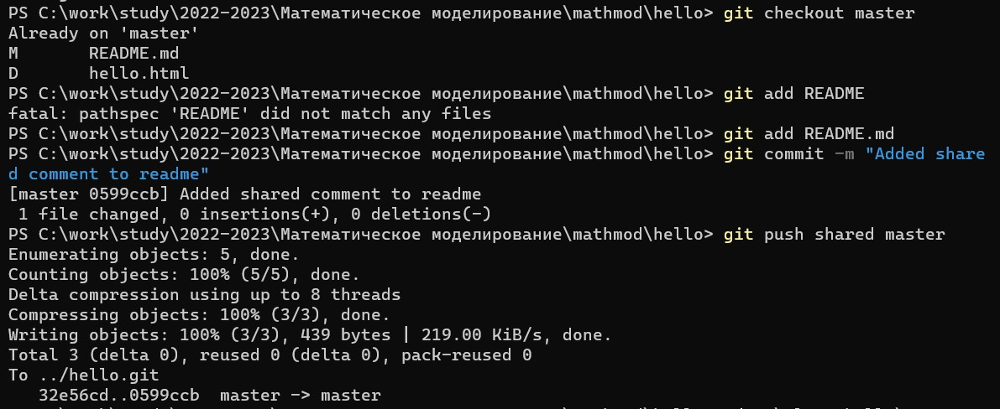 PS C:\work\study\2022-2023\Математическое моделирование\mathmod\hello> git checkout master
Already on 'master'
M       README.md
D       hello.html
PS C:\work\study\2022-2023\Математическое моделирование\mathmod\hello> git add README
fatal: pathspec 'README' did not match any files
PS C:\work\study\2022-2023\Математическое моделирование\mathmod\hello> git add README.md
PS C:\work\study\2022-2023\Математическое моделирование\mathmod\hello> git commit -m "Added share
d comment to readme"
[master 0599ccb] Added shared comment to readme
 1 file changed, 0 insertions(+), 0 deletions(-)
PS C:\work\study\2022-2023\Математическое моделирование\mathmod\hello> git push shared master
Enumerating objects: 5, done.
Counting objects: 100% (5/5), done.
Delta compression using up to 8 threads
Compressing objects: 100% (3/3), done.
Writing objects: 100% (3/3), 439 bytes | 219.00 KiB/s, done.
Total 3 (delta 0), reused 0 (delta 0), pack-reused 0
To ../hello.git
   32e56cd..0599ccb  master -> master